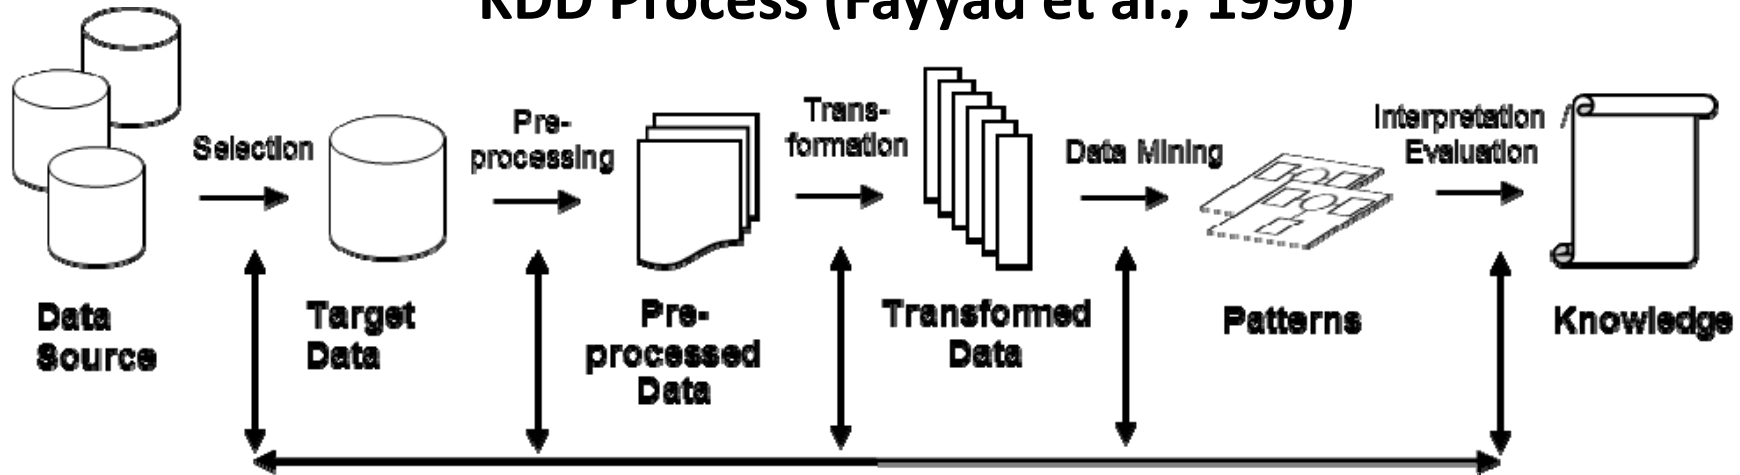 KDD Process (Fayyad et al., 1996)
Selection
Pre-
processing
Trans-
formation
Data Mining
Interpretation /
Evaluation
Data
Source
Target
Data
Pre-
processed
Data
Transformed
Data
Patterns
Knowledge